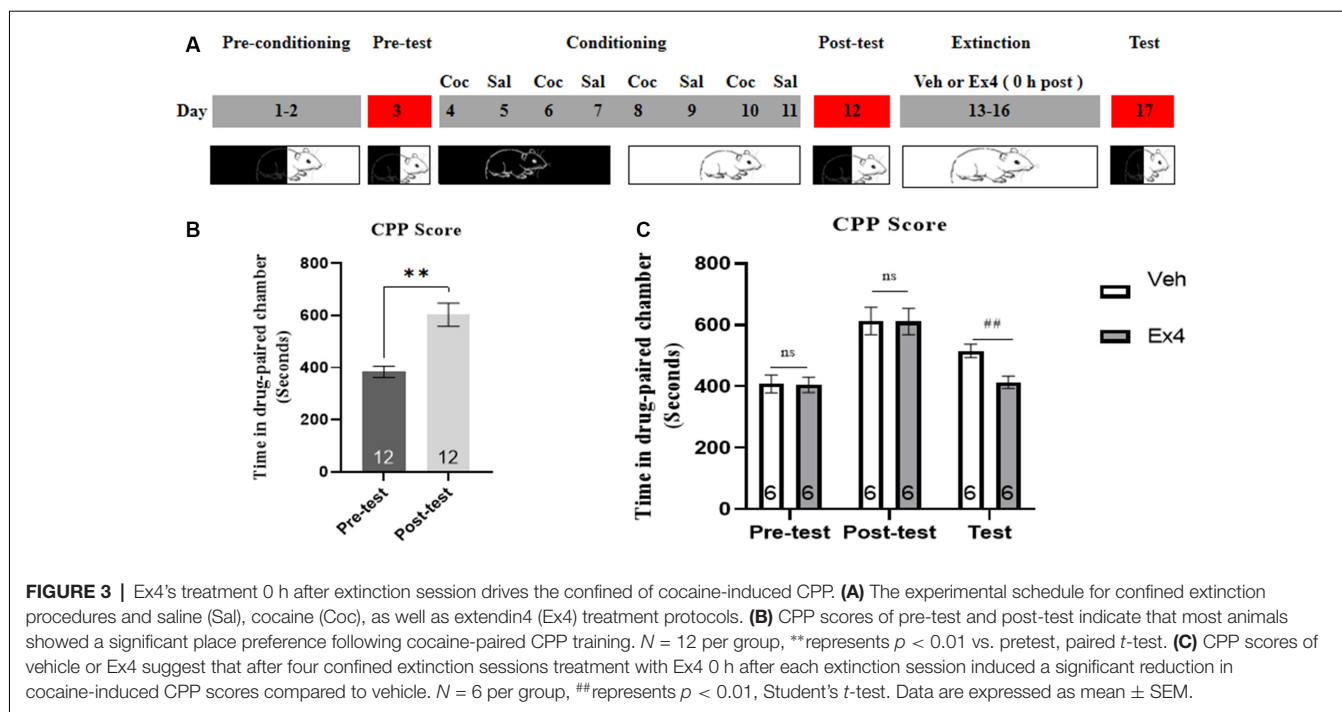 A
Pre-conditioning Pre-test Conditioning Post-test Extinction Test
Coc Sal Coc Sal Coc Sal Coc Sal Veh or Ex4 ( 0 h post )
Day 1-2 3 4 5 6 7 8 9 10 11 12 13-16 17
B
CPP Score
Time in drug-paired chamber
(Seconds)
800
600
400
200
0
**
12 12
Pre-test Post-test
C
CPP Score
Time in drug-paired chamber
(Seconds)
800
600
400
200
0
ns ns ##
6 6 6 6 6 6
Pre-test Post-test Test
Veh
Ex4
FIGURE 3 | Ex4's treatment 0 h after extinction session drives the confined of cocaine-induced CPP. (A) The experimental schedule for confined extinction
procedures and saline (Sal), cocaine (Coc), as well as extendin4 (Ex4) treatment protocols. (B) CPP scores of pre-test and post-test indicate that most animals
showed a significant place preference following cocaine-paired CPP training. N = 12 per group, **represents p < 0.01 vs. pretest, paired t-test. (C) CPP scores of
vehicle or Ex4 suggest that after four confined extinction sessions treatment with Ex4 0 h after each extinction session induced a significant reduction in
cocaine-induced CPP scores compared to vehicle. N = 6 per group, ##represents p < 0.01, Student's t-test. Data are expressed as mean ± SEM.